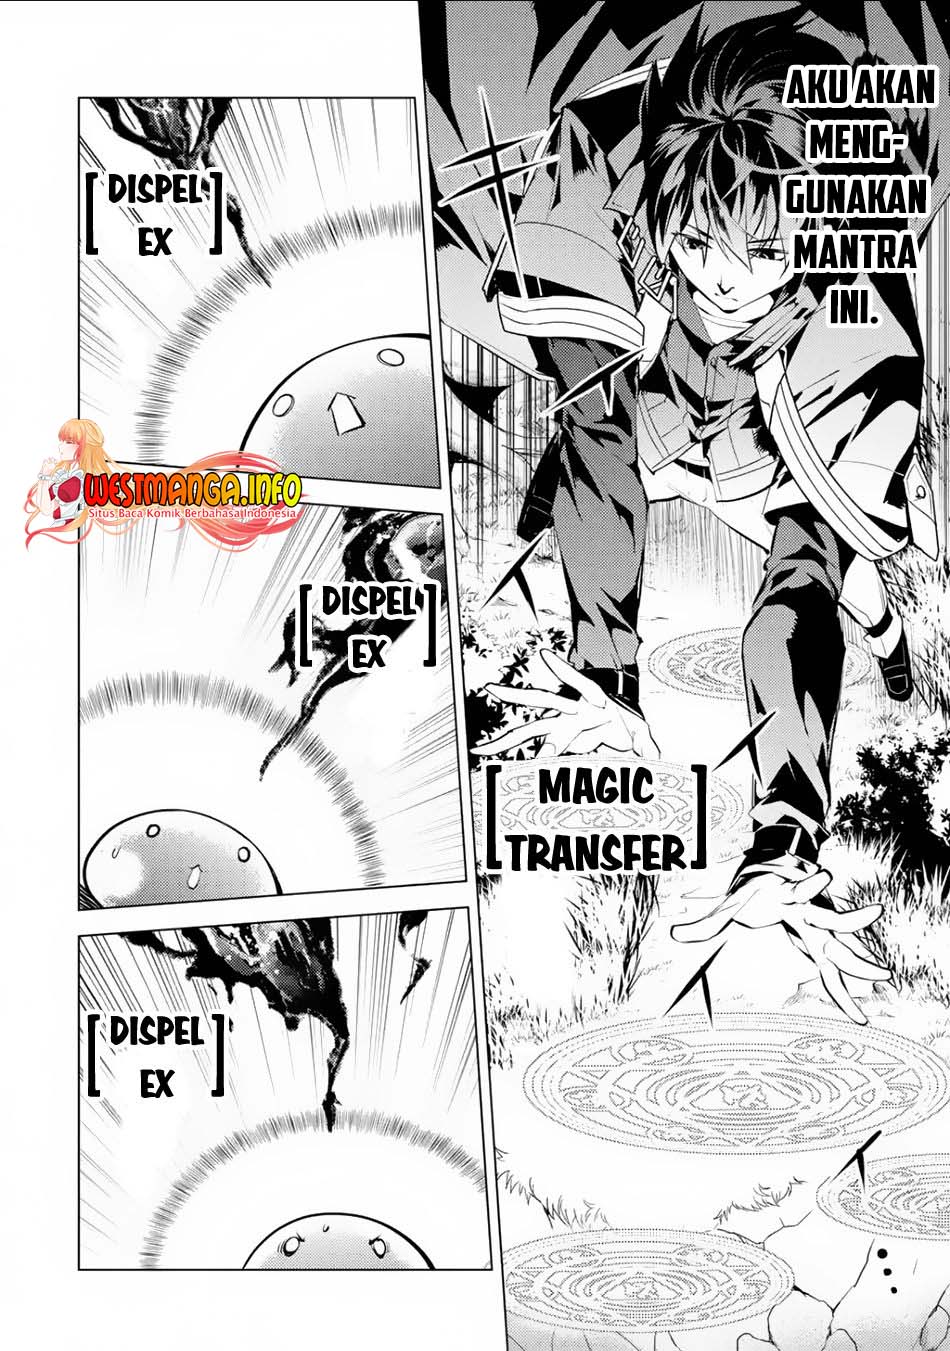 AKU AKAN
MENG-
GUNAKAN
MANTRA
INI.
[MAGIC
TRANSFER]
...
[DISPEL
EX]
WESTMANGA.INFO
Situs Baca Komik Berbahasa Indonesia
[DISPEL
EX]
[DISPEL
EX]